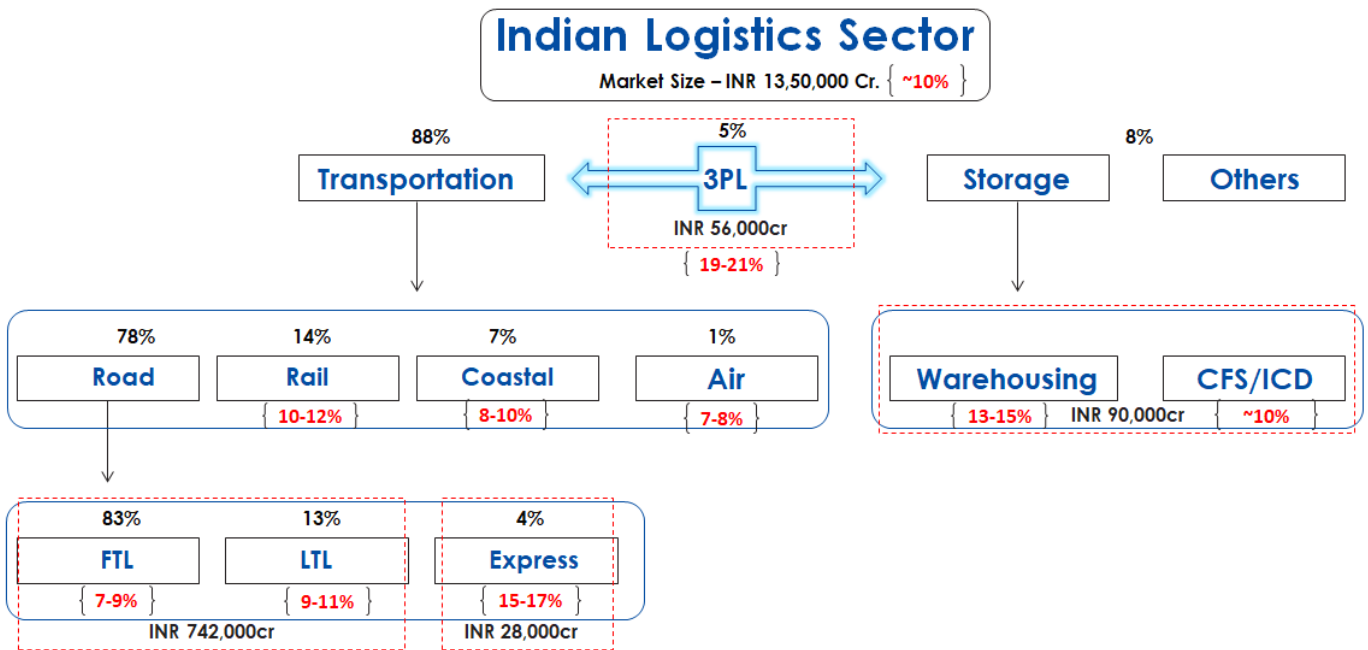 Indian Logistics Sector
Market Size – INR 13,50,000 Cr. { ~10% }
88%
5%
8%
Transportation
3PL
Storage
Others
INR 56,000cr
{ 19-21% }
78%
14%
7%
1%
Road
Rail
Coastal
Air
Warehousing
CFS/ICD
{ 10-12% }
{ 8-10% }
{ 7-8% }
{ 13-15% }
INR 90,000cr
{ ~10% }
83%
13%
4%
FTL
LTL
Express
{ 7-9% }
{ 9-11% }
{ 15-17% }
INR 742,000cr
INR 28,000cr